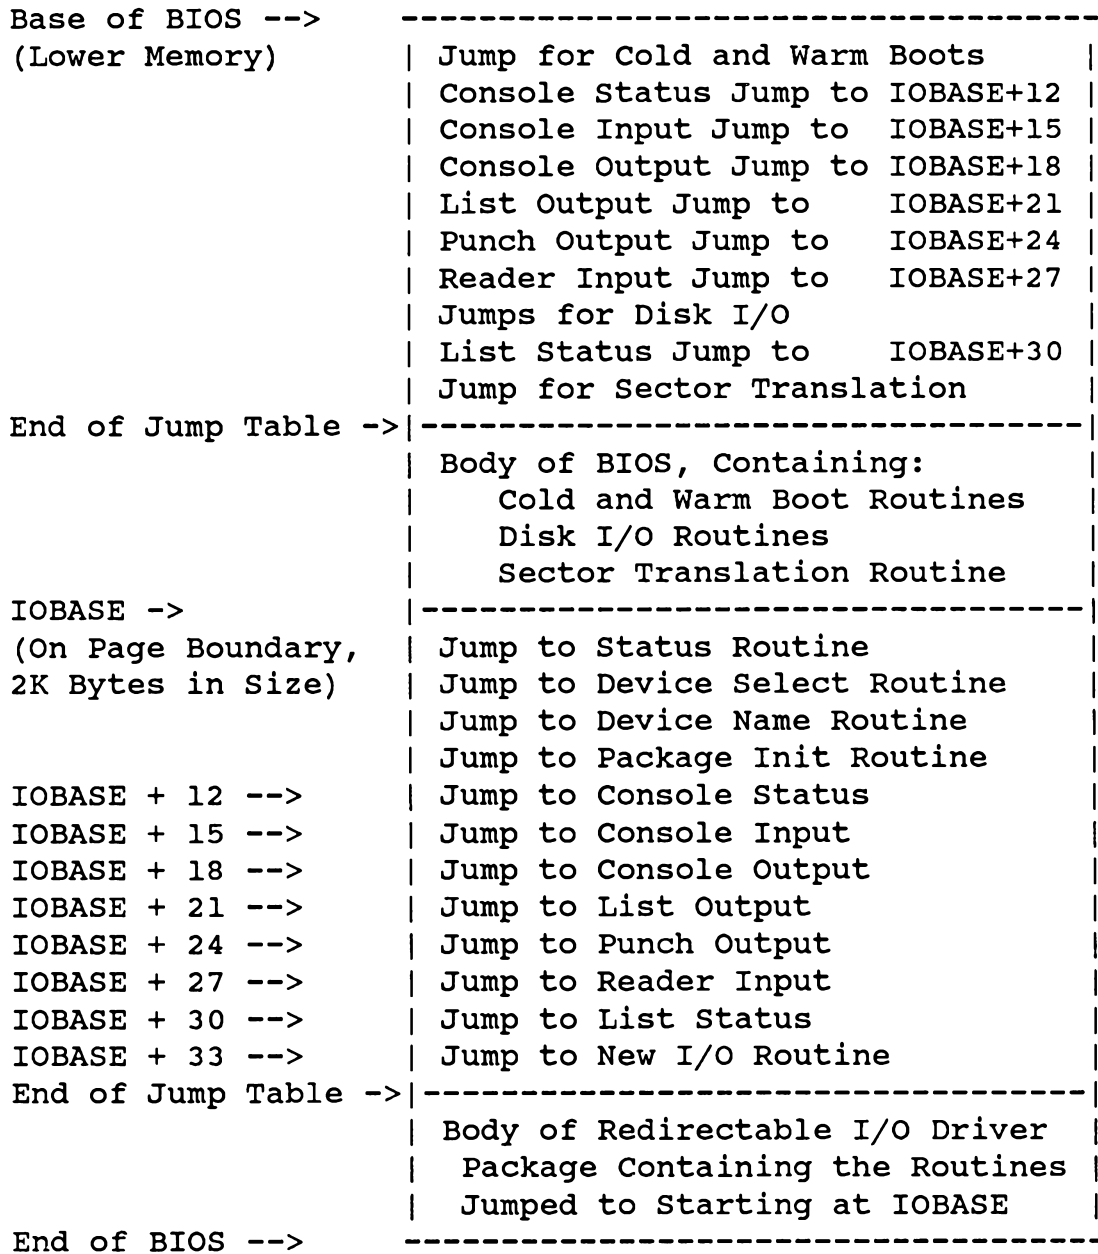 Base of BIOS --> ------------------------------------
(Lower Memory) | Jump for Cold and Warm Boots |
| Console Status Jump to IOBASE+12 |
| Console Input Jump to IOBASE+15 |
| Console Output Jump to IOBASE+18 |
| List Output Jump to IOBASE+21 |
| Punch Output Jump to IOBASE+24 |
| Reader Input Jump to IOBASE+27 |
| Jumps for Disk I/O |
| List Status Jump to IOBASE+30 |
| Jump for Sector Translation |
End of Jump Table ->|----------------------------------|
| Body of BIOS, Containing: |
| Cold and Warm Boot Routines |
| Disk I/O Routines |
| Sector Translation Routine |
IOBASE -> |----------------------------------|
(On Page Boundary, | Jump to Status Routine |
2K Bytes in Size) | Jump to Device Select Routine |
| Jump to Device Name Routine |
| Jump to Package Init Routine |
IOBASE + 12 --> | Jump to Console Status |
IOBASE + 15 --> | Jump to Console Input |
IOBASE + 18 --> | Jump to Console Output |
IOBASE + 21 --> | Jump to List Output |
IOBASE + 24 --> | Jump to Punch Output |
IOBASE + 27 --> | Jump to Reader Input |
IOBASE + 30 --> | Jump to List Status |
IOBASE + 33 --> | Jump to New I/O Routine |
End of Jump Table ->|----------------------------------|
| Body of Redirectable I/O Driver |
| Package Containing the Routines |
| Jumped to Starting at IOBASE |
End of BIOS --> ------------------------------------